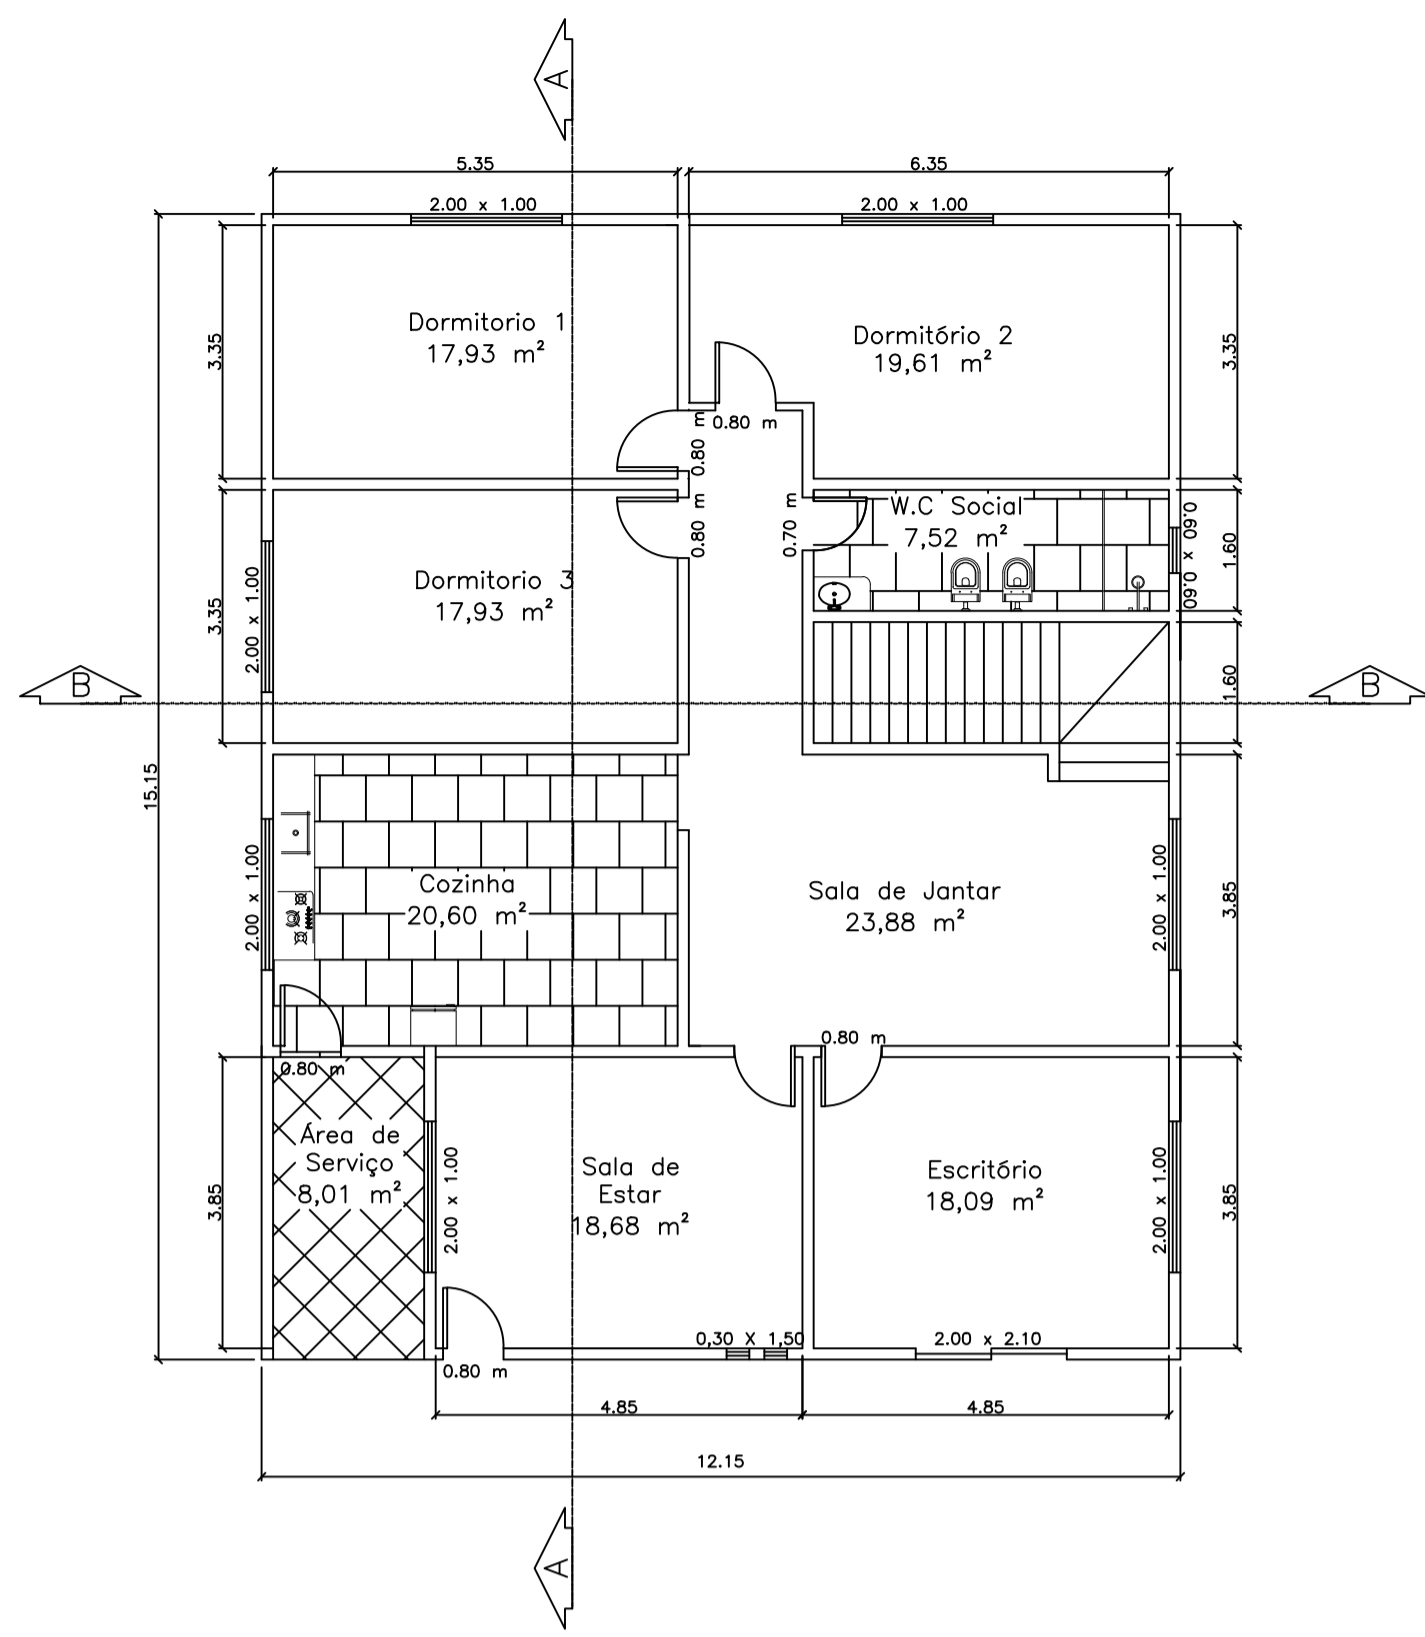 A
5.35
6.35
2.00 x 1.00
2.00 x 1.00
3.35
Dormitorio 1
17,93 m²
Dormitório 2
19,61 m²
3.35
0.80 m
0.80 m
0.80 m
0.70 m
W.C Social
7,52 m²
0.60 x 0.60
1.60
3.35
2.00 x 1.00
Dormitorio 3
17,93 m²
1.60
B
B
15.15
2.00 x 1.00
Cozinha
20,60 m²
Sala de Jantar
23,88 m²
2.00 x 1.00
3.85
0.80 m
0.80 m
3.85
Área de
Serviço
8,01 m²
2.00 x 1.00
Sala de
Estar
18,68 m²
Escritório
18,09 m²
2.00 x 1.00
3.85
0,30 X 1,50
2.00 x 2.10
0.80 m
4.85
4.85
12.15
A